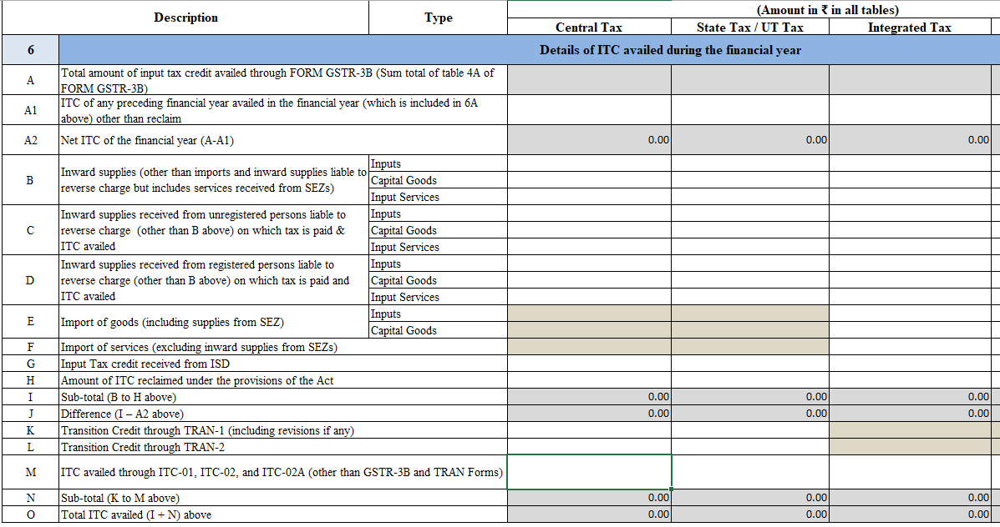 Description
Type
(Amount in ₹ in all tables)
Central Tax
State Tax / UT Tax
Integrated Tax
6
Details of ITC availed during the financial year
A
Total amount of input tax credit availed through FORM GSTR-3B (Sum total of table 4A of
FORM GSTR-3B)
A1
ITC of any preceding financial year availed in the financial year (which is included in 6A
above) other than reclaim
A2
Net ITC of the financial year (A-A1)
0.00
0.00
0.00
B
Inward supplies (other than imports and inward supplies liable to
reverse charge but includes services received from SEZs)
Inputs
Capital Goods
Input Services
C
Inward supplies received from unregistered persons liable to
reverse charge (other than B above) on which tax is paid &
ITC availed
Inputs
Capital Goods
Input Services
D
Inward supplies received from registered persons liable to
reverse charge (other than B above) on which tax is paid and
ITC availed
Inputs
Capital Goods
Input Services
E
Import of goods (including supplies from SEZ)
Inputs
Capital Goods
F
Import of services (excluding inward supplies from SEZs)
G
Input Tax credit received from ISD
H
Amount of ITC reclaimed under the provisions of the Act
I
Sub-total (B to H above)
0.00
0.00
0.00
J
Difference (I – A2 above)
0.00
0.00
0.00
K
Transition Credit through TRAN-1 (including revisions if any)
L
Transition Credit through TRAN-2
M
ITC availed through ITC-01, ITC-02, and ITC-02A (other than GSTR-3B and TRAN Forms)
N
Sub-total (K to M above)
0.00
0.00
0.00
O
Total ITC availed (I + N) above
0.00
0.00
0.00